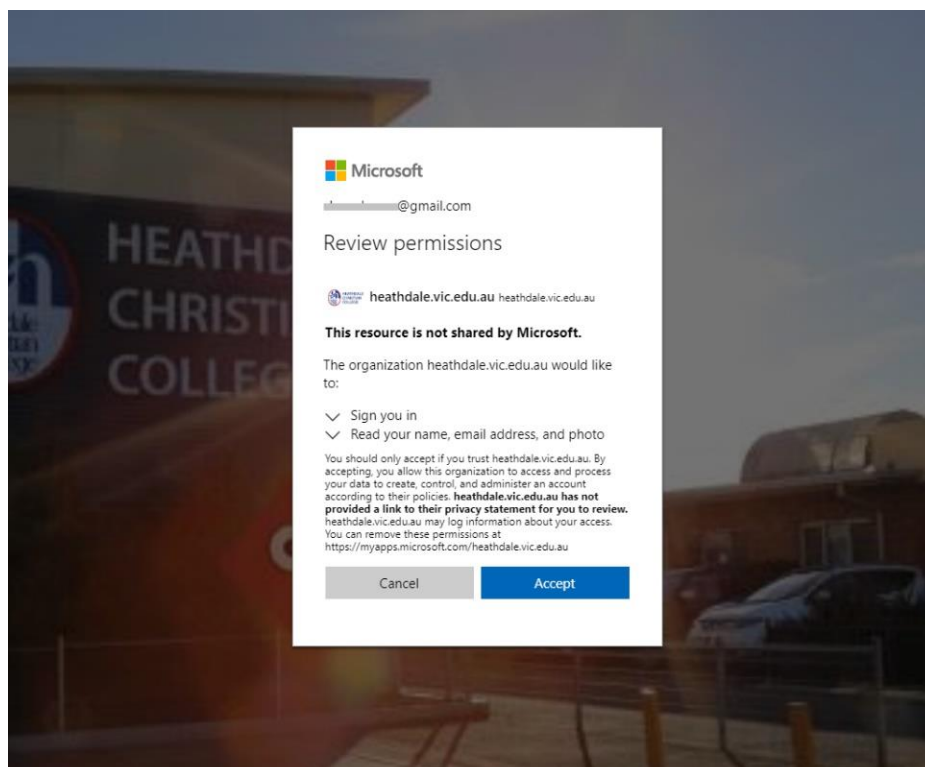 Microsoft
@gmail.com
Review permissions
heathdale.vic.edu.au heathdale.vic.edu.au
This resource is not shared by Microsoft.
The organization heathdale.vic.edu.au would like
to:
Sign you in
Read your name, email address, and photo
You should only accept if you trust heathdale.vic.edu.au. By
accepting, you allow this organization to access and process
your data to create, control, and administer an account
according to their policies. heathdale.vic.edu.au has not
provided a link to their privacy statement for you to review.
heathdale.vic.edu.au may log information about your access.
You can remove these permissions at
https://myapps.microsoft.com/heathdale.vic.edu.au
Cancel Accept
HEATHD
CHRISTI
COLLEG